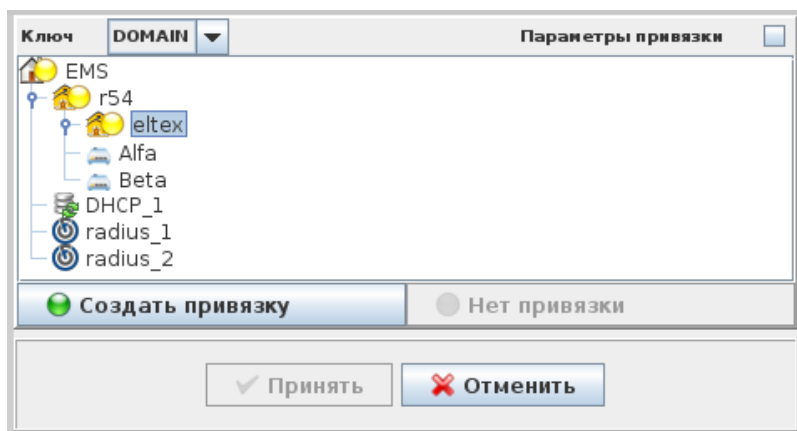 Ключ DOMAIN Параметры привязки
EMS
r54
eltex
Alfa
Beta
DHCP_1
radius_1
radius_2
Создать привязку Нет привязки
Принять Отменить